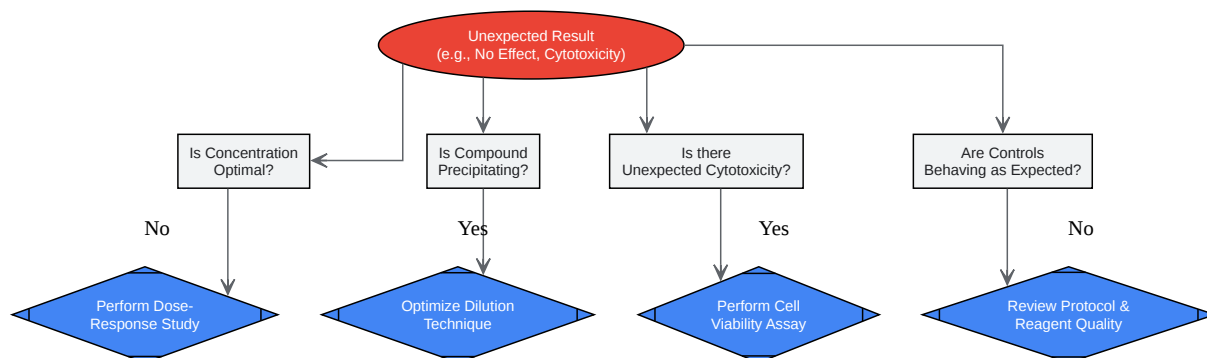 Unexpected Result
(e.g., No Effect, Cytotoxicity)
Is Concentration
Optimal?
Is Compound
Precipitating?
Is there
Unexpected Cytotoxicity?
Are Controls
Behaving as Expected?
No
Yes
Yes
No
Perform Dose-
Response Study
Optimize Dilution
Technique
Perform Cell
Viability Assay
Review Protocol &
Reagent Quality